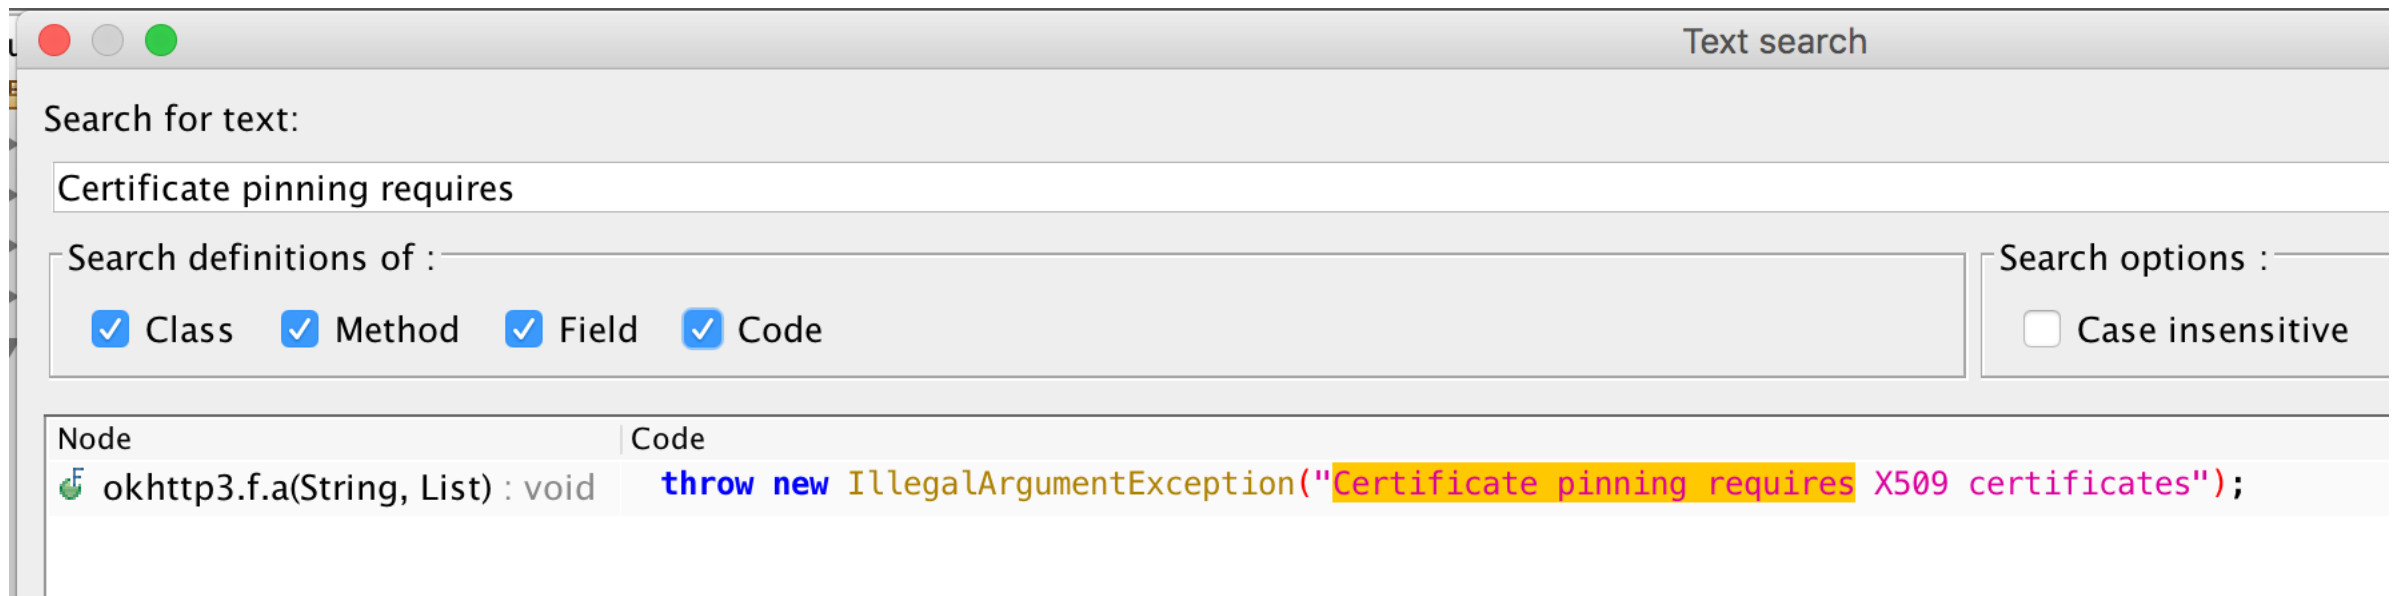 Text search
Search for text:
Certificate pinning requires
Search definitions of :
Search options :
Class Method Field Code
Case insensitive
Node Code
okhttp3.f.a(String, List) : void throw new IllegalArgumentException("Certificate pinning requires X509 certificates");